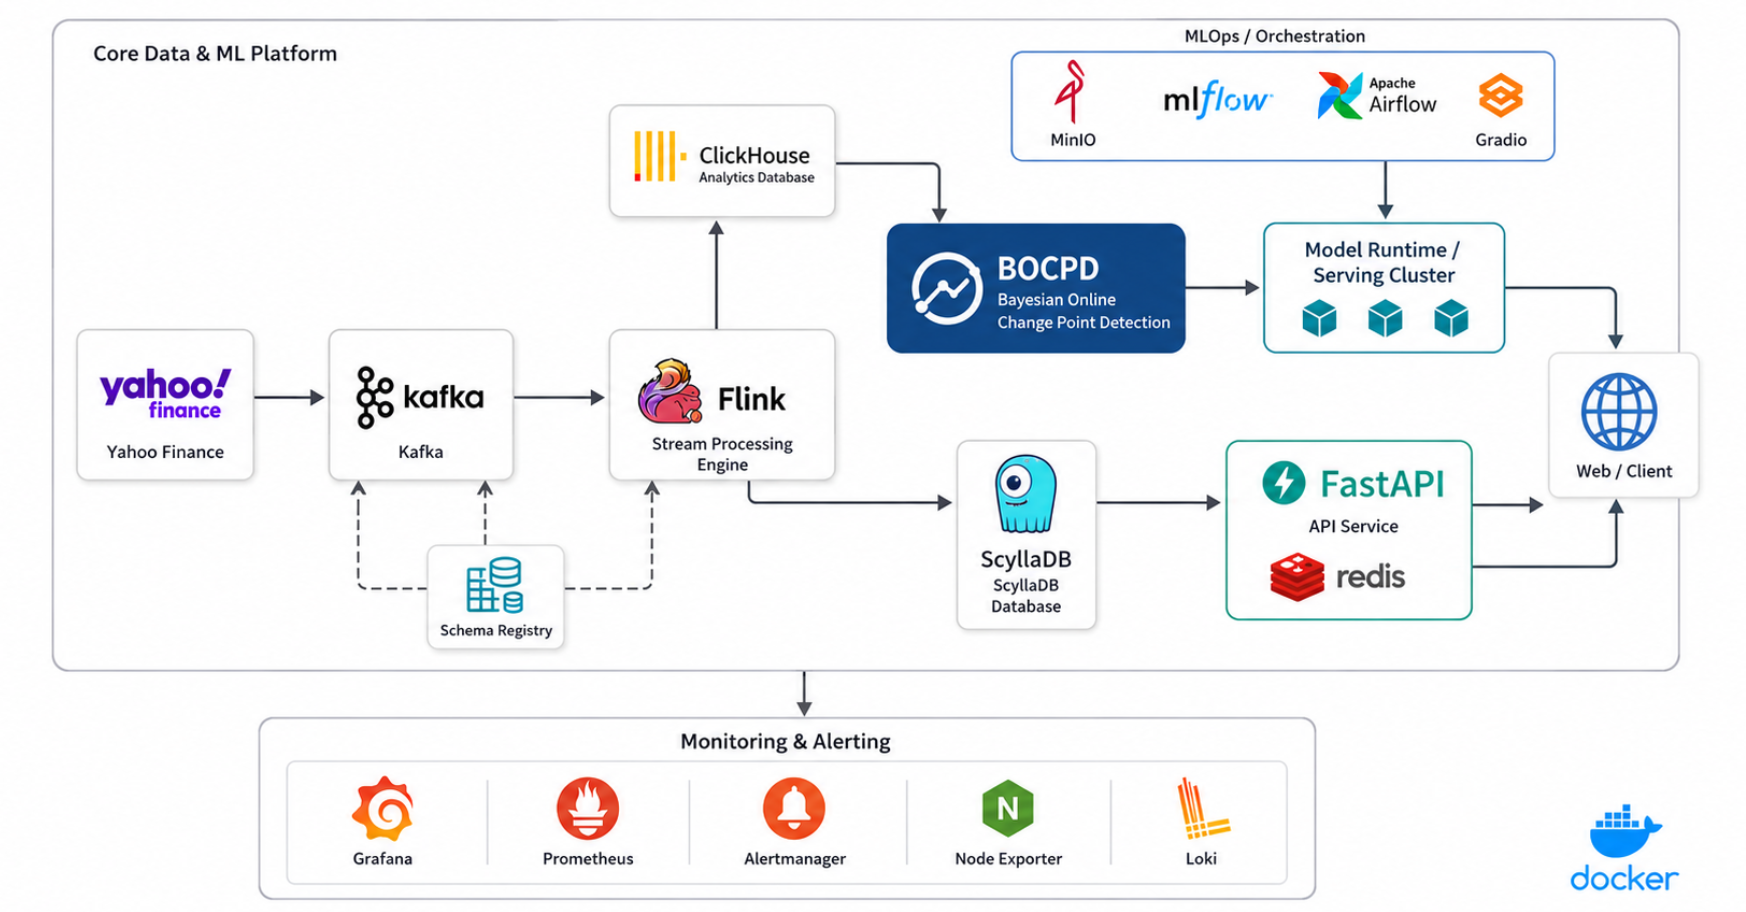 Core Data & ML Platform
MLOps / Orchestration
MinIO
mlflow
Apache
Airflow
Gradio
ClickHouse
Analytics Database
BOCPD
Bayesian Online
Change Point Detection
Model Runtime /
Serving Cluster
yahoo!
finance
Yahoo Finance
kafka
Kafka
Flink
Stream Processing
Engine
Web / Client
ScyllaDB
ScyllaDB
Database
FastAPI
API Service
redis
Schema Registry
Monitoring & Alerting
Grafana
Prometheus
Alertmanager
N
Node Exporter
Loki
docker